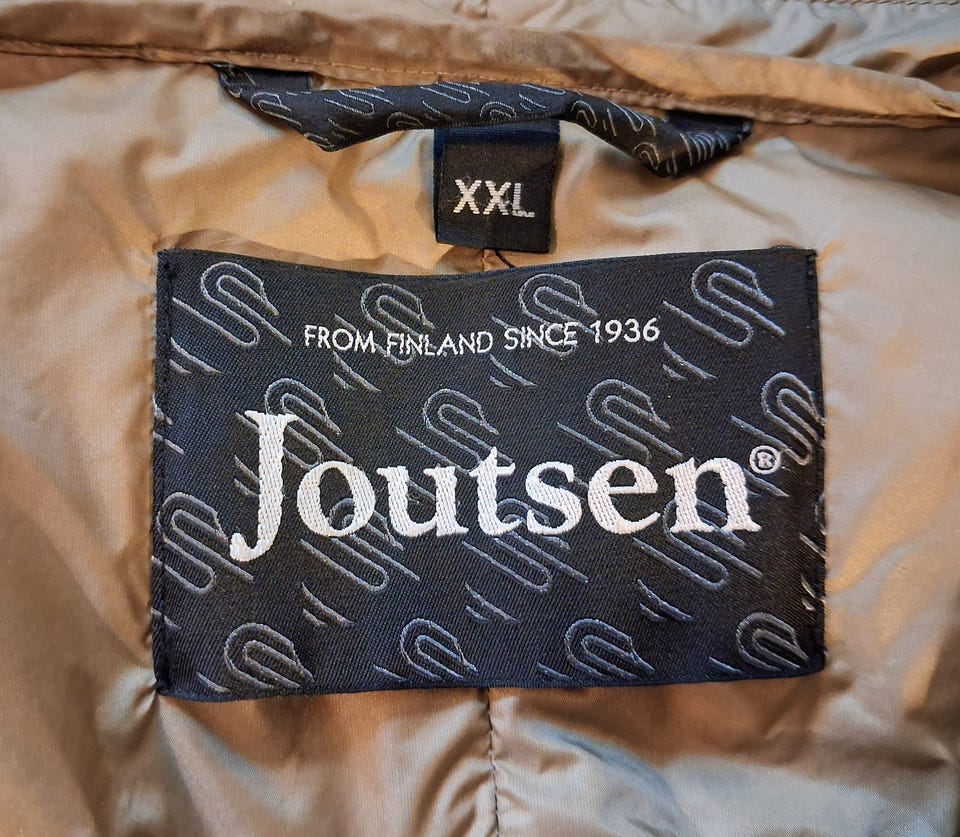 XXL
FROM FINLAND SINCE 1936
Joutsen®